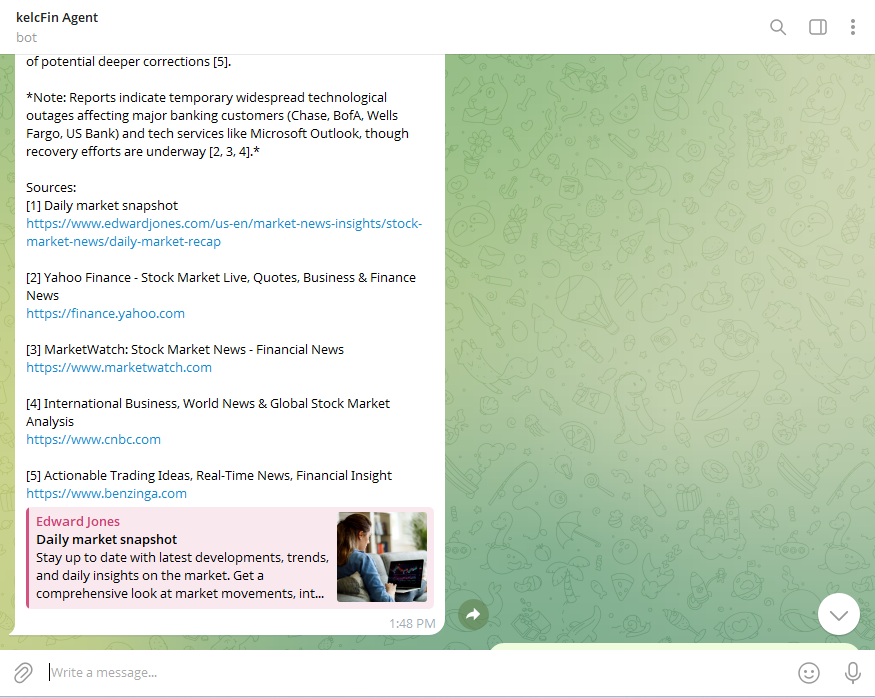 kelcFin Agent
bot
of potential deeper corrections [5].
*Note: Reports indicate temporary widespread technological
outages affecting major banking customers (Chase, BofA, Wells
Fargo, US Bank) and tech services like Microsoft Outlook, though
recovery efforts are underway [2, 3, 4].*
Sources:
[1] Daily market snapshot
https://www.edwardjones.com/us-en/market-news-insights/stock-
market-news/daily-market-recap
[2] Yahoo Finance - Stock Market Live, Quotes, Business & Finance
News
https://finance.yahoo.com
[3] MarketWatch: Stock Market News - Financial News
https://www.marketwatch.com
[4] International Business, World News & Global Stock Market
Analysis
https://www.cnbc.com
[5] Actionable Trading Ideas, Real-Time News, Financial Insight
https://www.benzinga.com
Edward Jones
Daily market snapshot
Stay up to date with latest developments, trends,
and daily insights on the market. Get a
comprehensive look at market movements, int...
1:48 PM
Write a message...